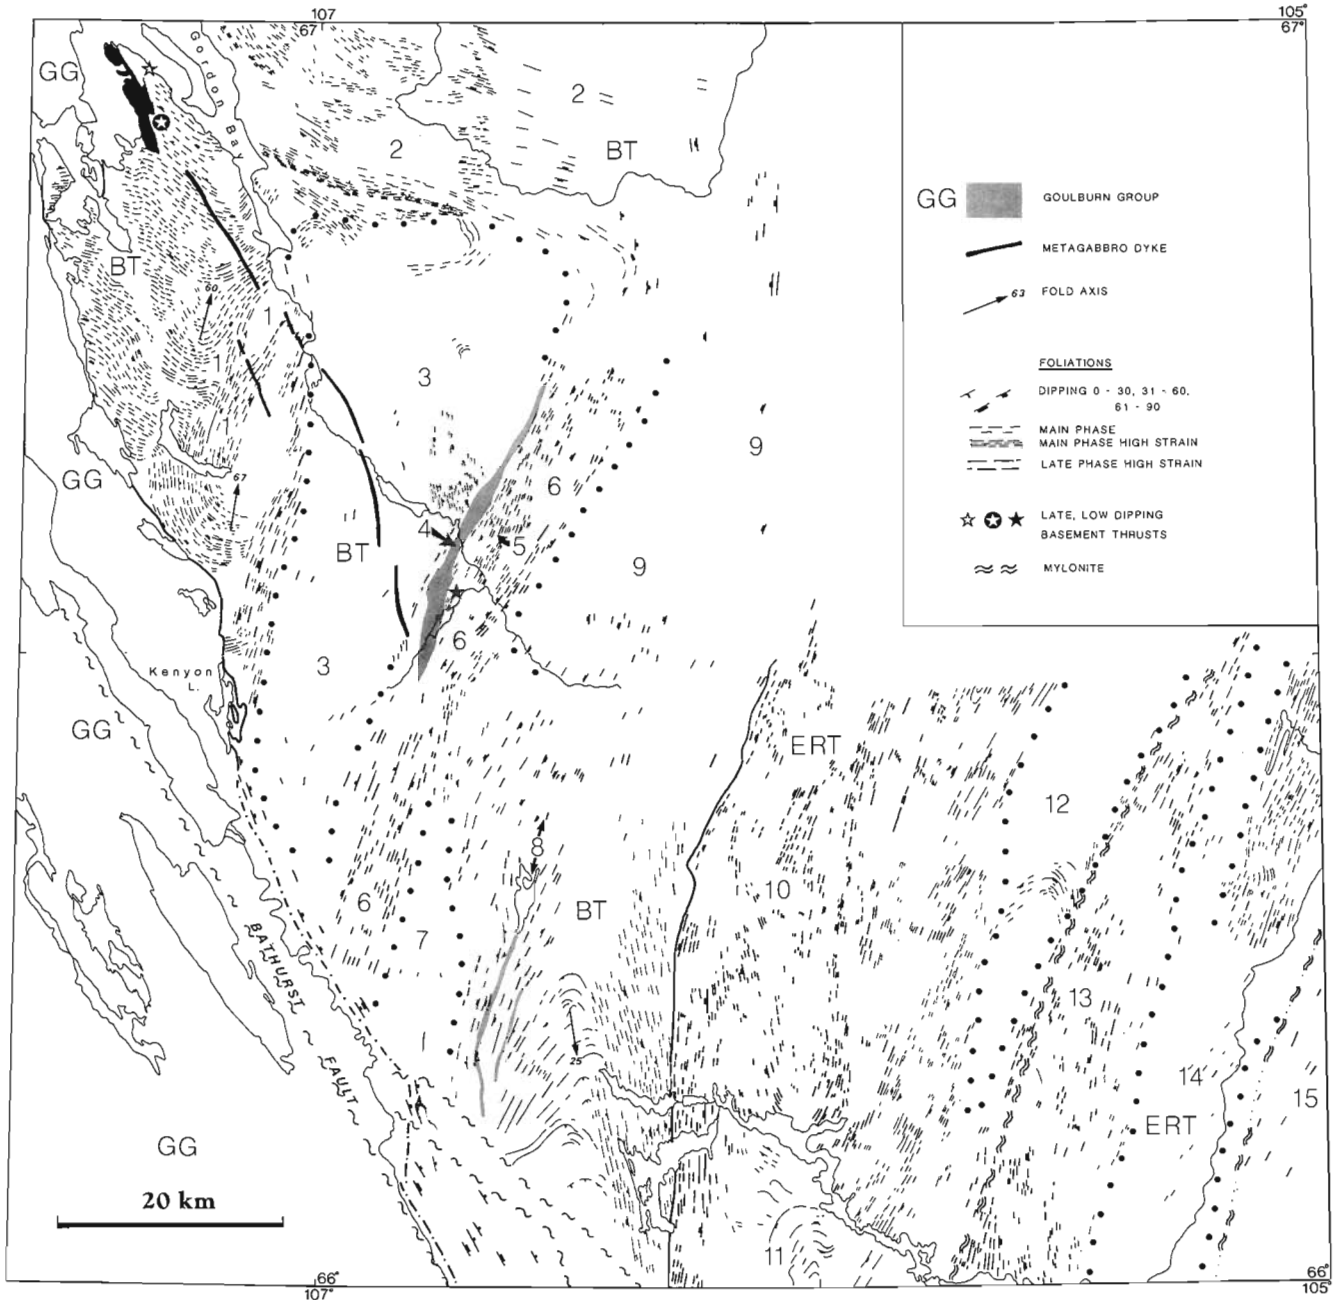 107
67°
105°
67°
GG
Gordon Bay
2
2
BT
BT
60
1
1
1
3
9
67
GG
6
4
5
BT
9
6
3
Kenyon L.
GG
ERT
12
8
10
BT
6
7
13
BATHURST FAULT
25
14
15
ERT
GG
11
20 km
66°
107°
66°
105°
GG GOULBURN GROUP
METAGABBRO DYKE
63 FOLD AXIS
FOLIATIONS
DIPPING 0 - 30, 31 - 60,
61 - 90
MAIN PHASE
MAIN PHASE HIGH STRAIN
LATE PHASE HIGH STRAIN
LATE, LOW DIPPING
BASEMENT THRUSTS
MYLONITE